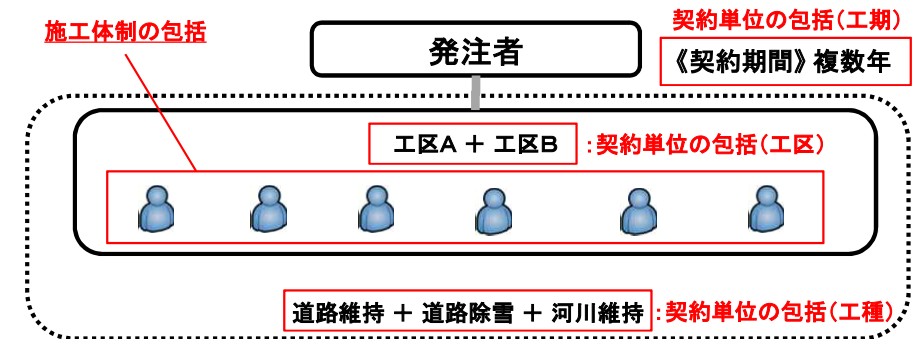 契約単位の包括（工期）
施工体制の包括
発注者
《契約期間》複数年
工区Ａ ＋ 工区Ｂ ：契約単位の包括（工区）
道路維持 ＋ 道路除雪 ＋ 河川維持 ：契約単位の包括（工種）